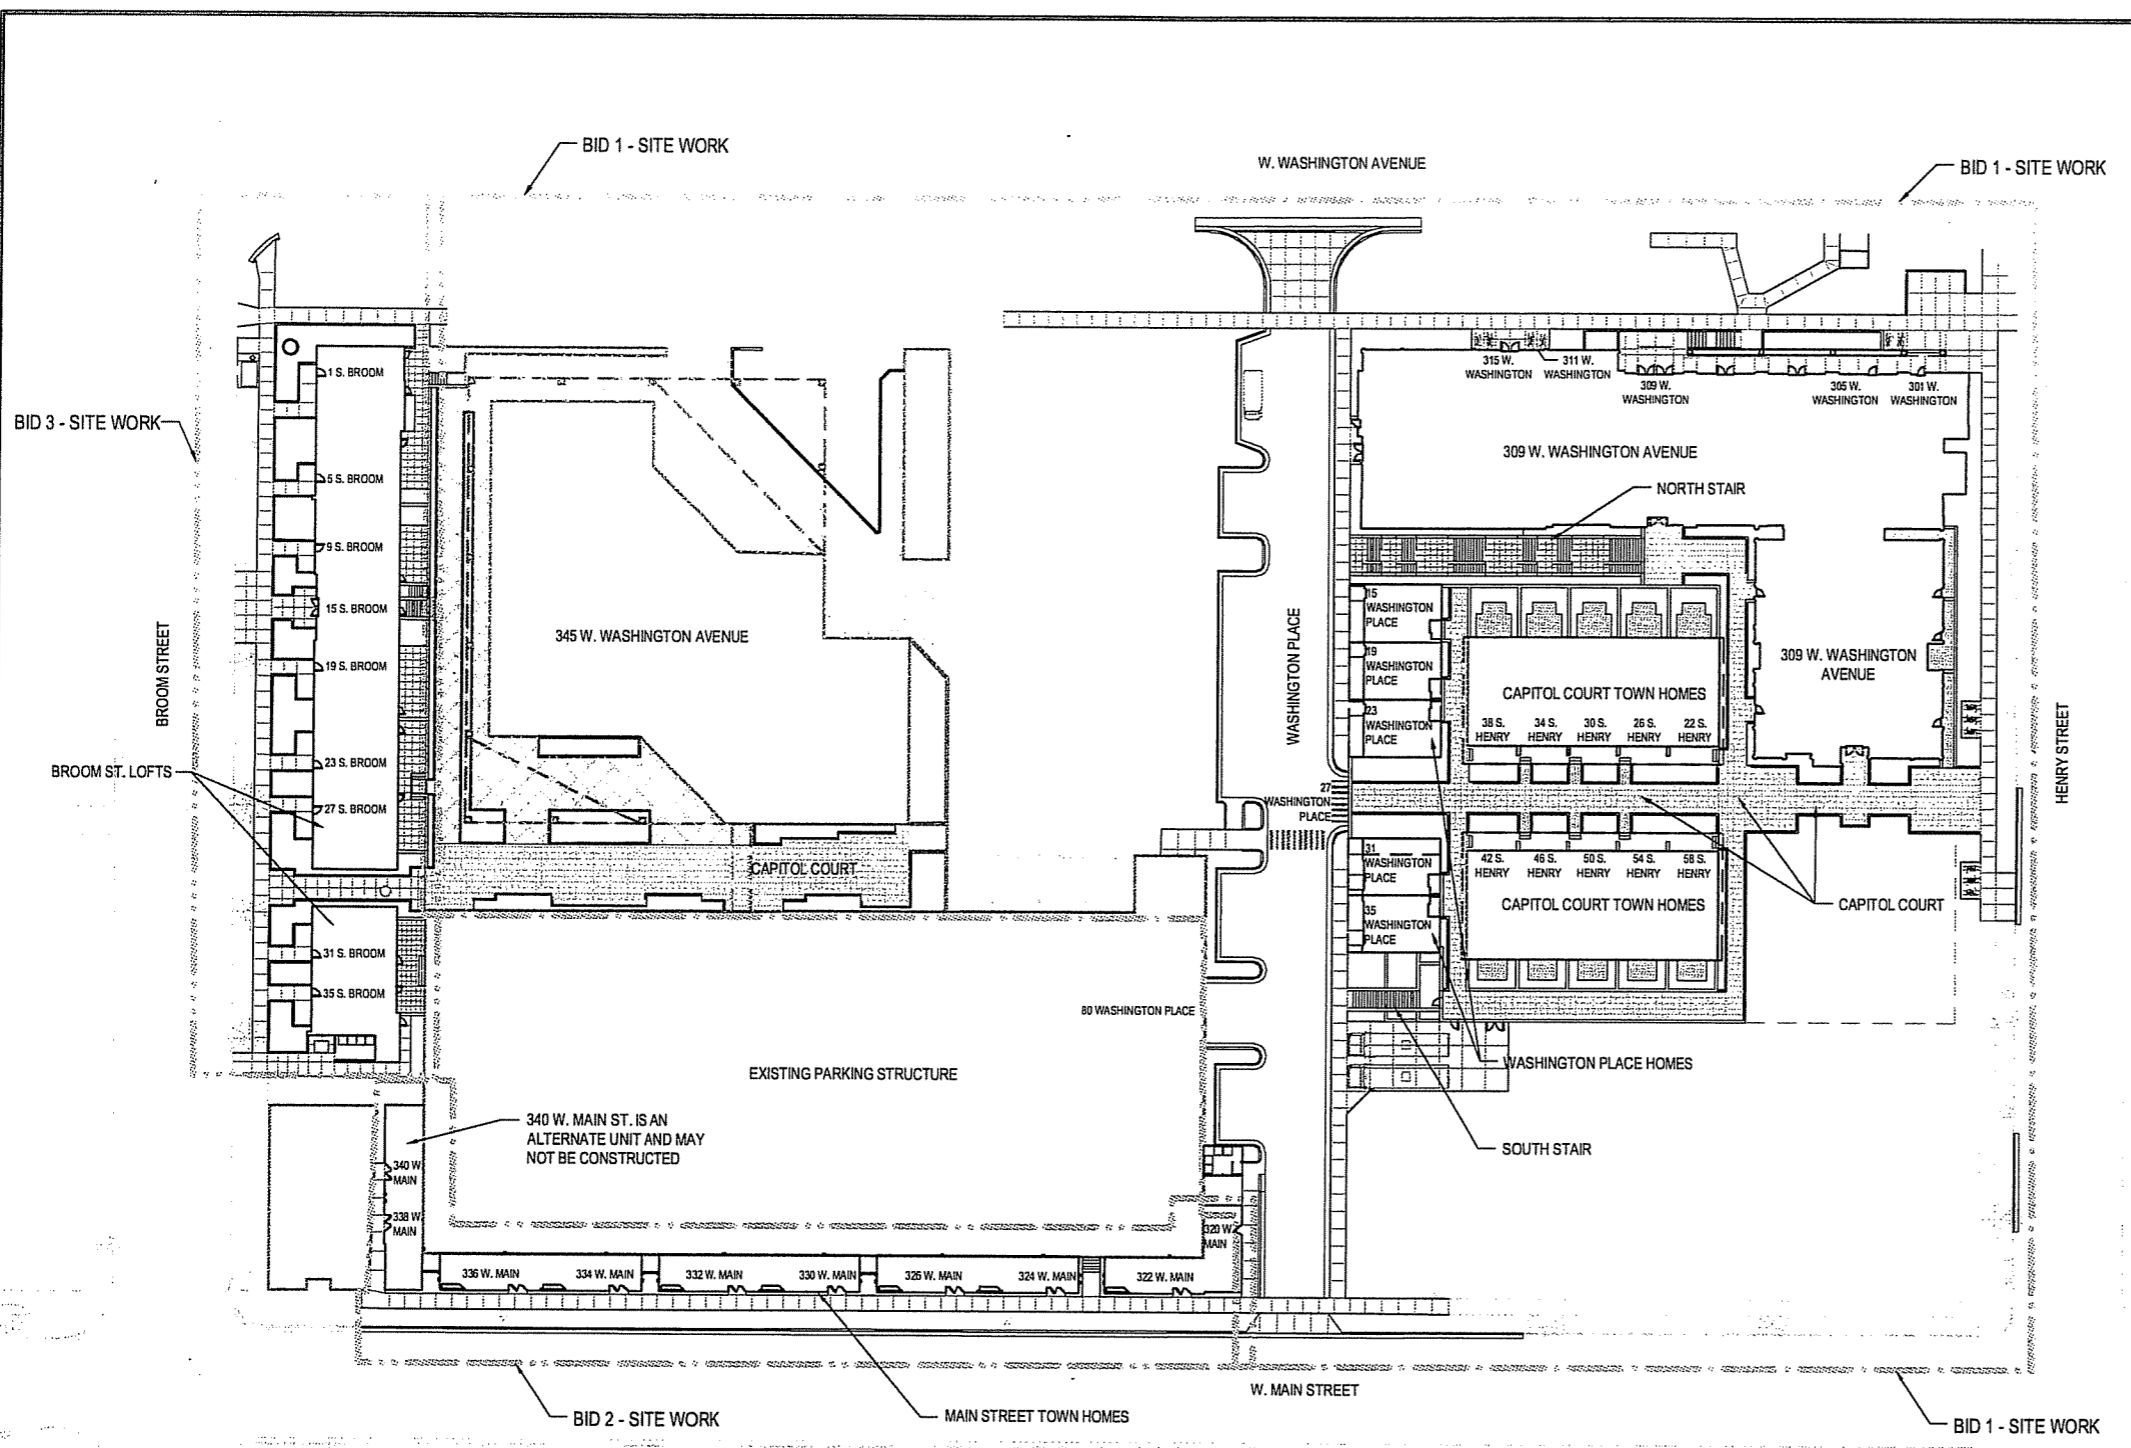 BID 1 - SITE WORK
W. WASHINGTON AVENUE
BID 1 - SITE WORK
BID 3 - SITE WORK
BROOM STREET
BROOM ST. LOFTS
1 S. BROOM
5 S. BROOM
9 S. BROOM
15 S. BROOM
19 S. BROOM
23 S. BROOM
27 S. BROOM
31 S. BROOM
35 S. BROOM
345 W. WASHINGTON AVENUE
CAPITOL COURT
WASHINGTON PLACE
315 W.
WASHINGTON
311 W.
WASHINGTON
309 W.
WASHINGTON
305 W.
WASHINGTON
301 W.
WASHINGTON
309 W. WASHINGTON AVENUE
NORTH STAIR
15
WASHINGTON
PLACE
19
WASHINGTON
PLACE
23
WASHINGTON
PLACE
27
WASHINGTON
PLACE
31
WASHINGTON
PLACE
35
WASHINGTON
PLACE
CAPITOL COURT TOWN HOMES
38 S.
HENRY
34 S.
HENRY
30 S.
HENRY
26 S.
HENRY
22 S.
HENRY
309 W. WASHINGTON
AVENUE
HENRY STREET
42 S.
HENRY
46 S.
HENRY
50 S.
HENRY
54 S.
HENRY
58 S.
HENRY
CAPITOL COURT TOWN HOMES
CAPITOL COURT
80 WASHINGTON PLACE
EXISTING PARKING STRUCTURE
WASHINGTON PLACE HOMES
SOUTH STAIR
340 W. MAIN ST. IS AN
ALTERNATE UNIT AND MAY
NOT BE CONSTRUCTED
340 W
MAIN
338 W
MAIN
336 W. MAIN
334 W. MAIN
332 W. MAIN
330 W. MAIN
326 W. MAIN
324 W. MAIN
322 W. MAIN
320 W
MAIN
W. MAIN STREET
BID 2 - SITE WORK
MAIN STREET TOWN HOMES
BID 1 - SITE WORK